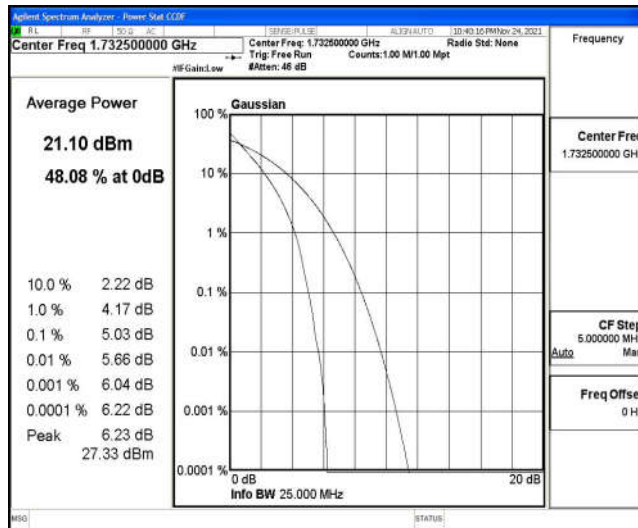 Agilent Spectrum Analyzer - Power Stat CCDF
RL RF 50 Ω AC SENSE:PULSE ALIGNAUTO 10:40:16 PM Nov 24, 2021
Center Freq 1.732500000 GHz
Center Freq: 1.732500000 GHz Radio Std: None
Trig: Free Run Counts:1.00 M/1.00 Mpt
#IFGain:Low #Atten: 46 dB
Frequency
Average Power
21.10 dBm
48.08 % at 0dB
10.0 % 2.22 dB
1.0 % 4.17 dB
0.1 % 5.03 dB
0.01 % 5.66 dB
0.001 % 6.04 dB
0.0001 % 6.22 dB
Peak 6.23 dB
27.33 dBm
Gaussian
100 %
10 %
1 %
0.1 %
0.01 %
0.001 %
0.0001 %
0 dB 20 dB
Info BW 25.000 MHz
Center Fre
1.732500000 GH
CF Step
5.000000 MH
Auto Ma
Freq Offse
0 H
MSG STATUS